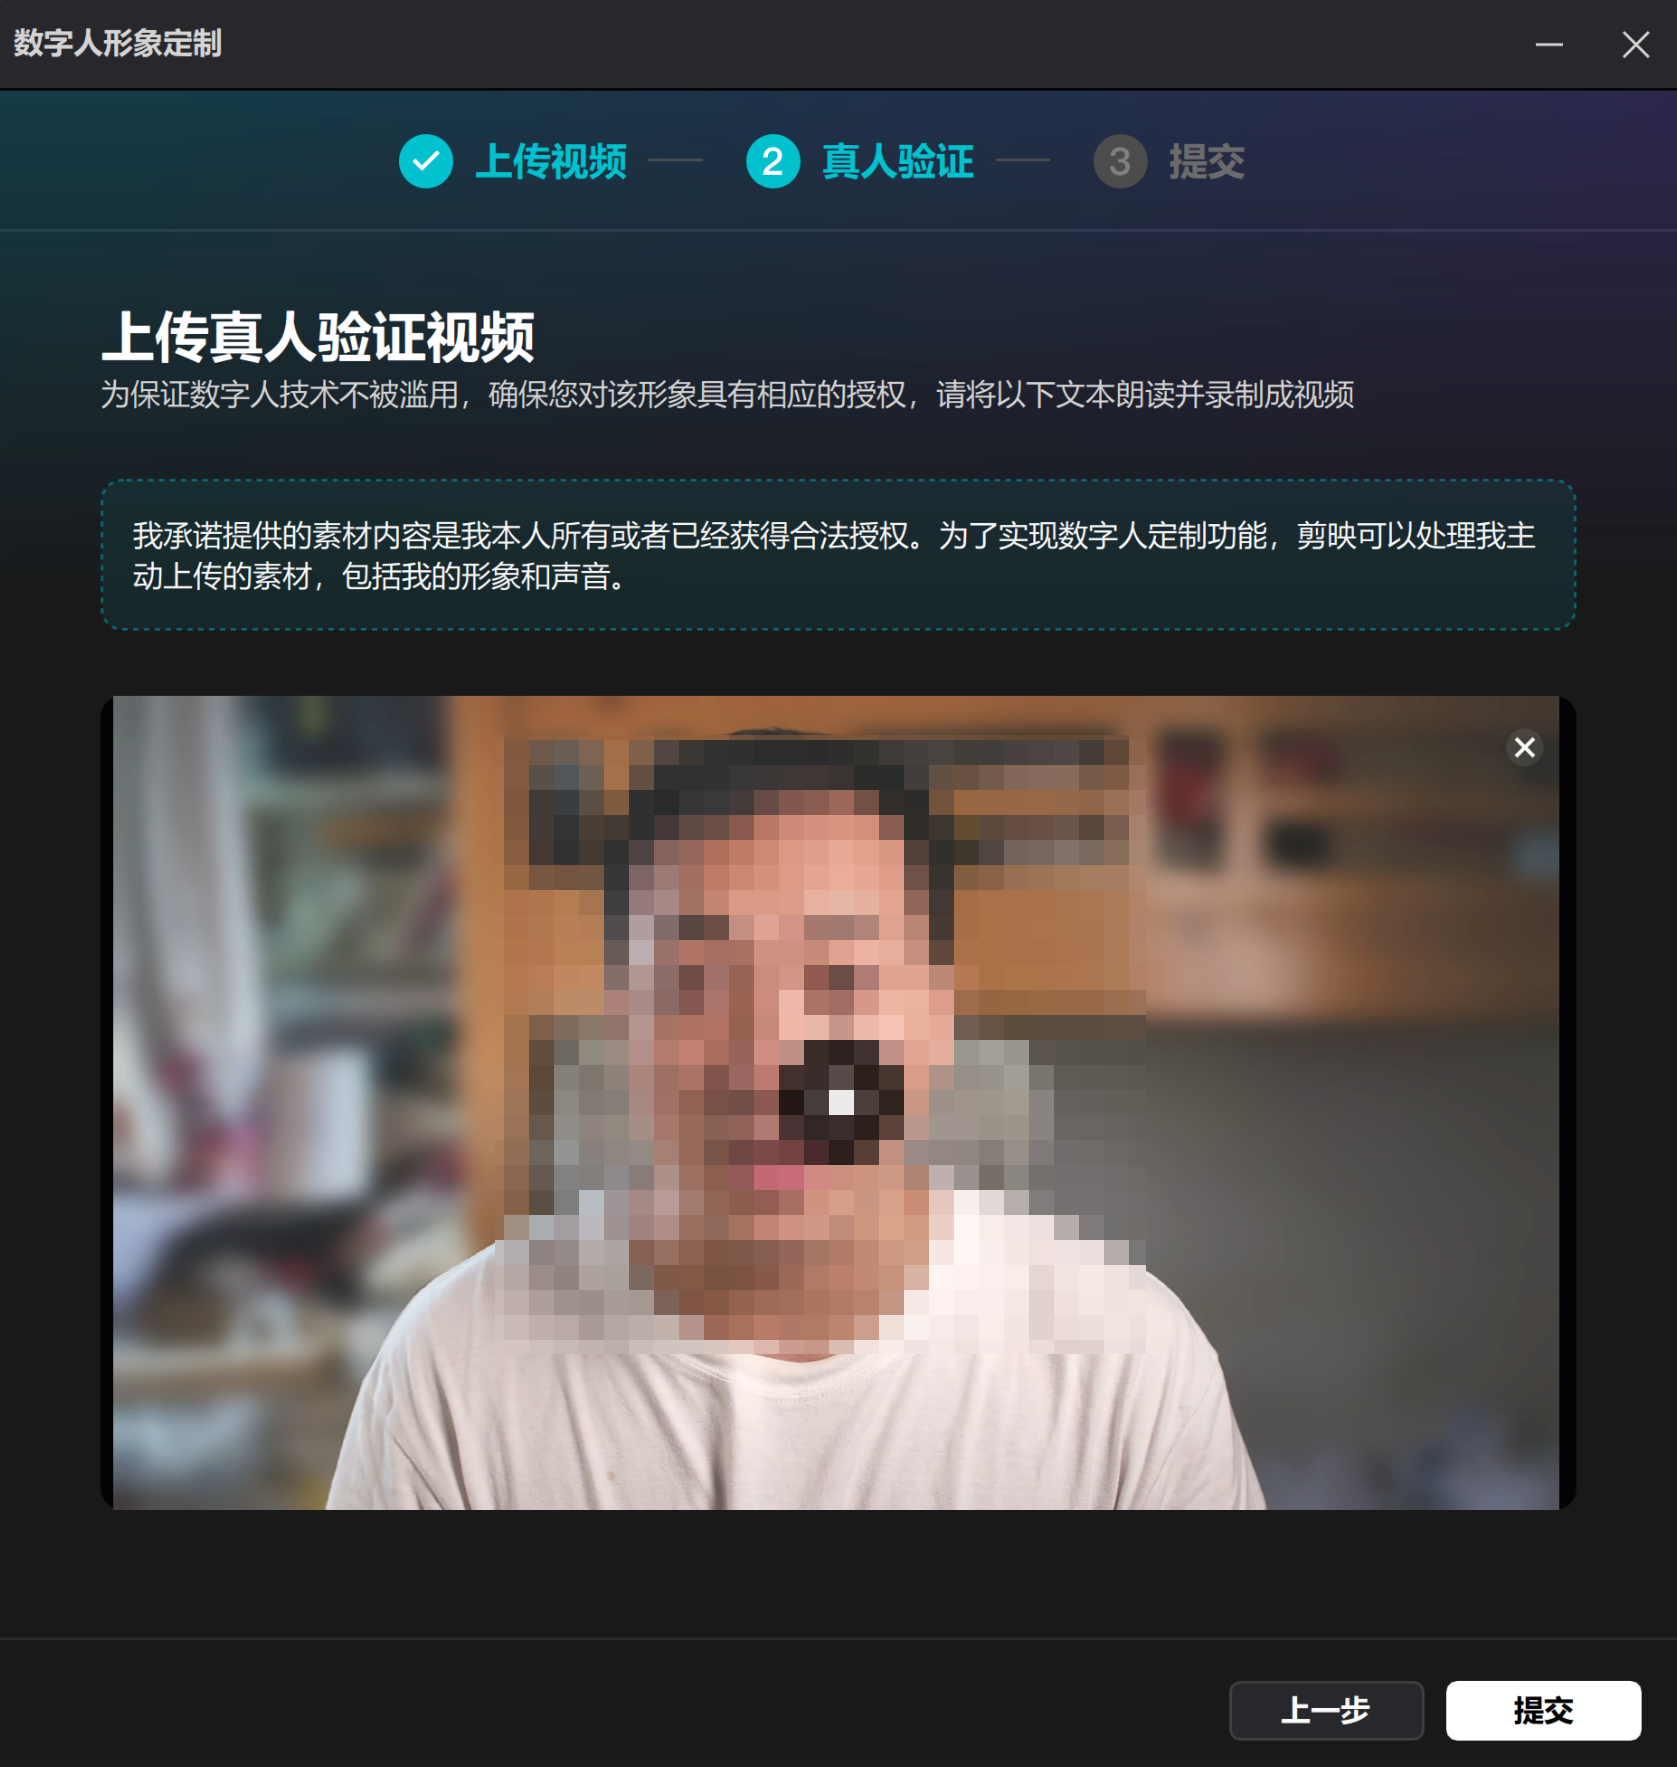 数字人形象定制
上传视频
2 真人验证
3 提交
上传真人验证视频
为保证数字人技术不被滥用，确保您对该形象具有相应的授权，请将以下文本朗读并录制成视频
我承诺提供的素材内容是我本人所有或者已经获得合法授权。为了实现数字人定制功能，剪映可以处理我主
动上传的素材，包括我的形象和声音。
上一步
提交